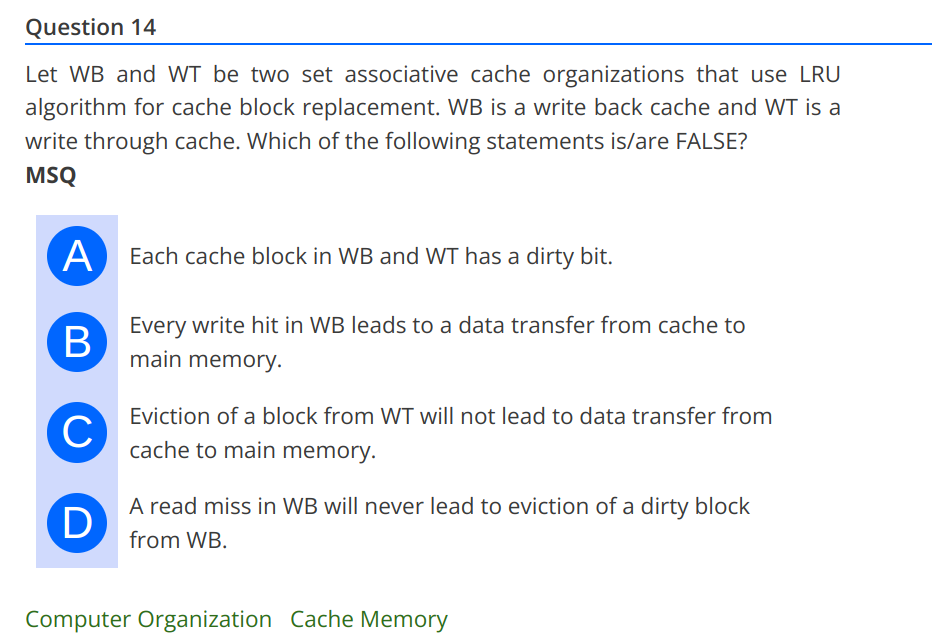 Question 14
Let WB and WT be two set associative cache organizations that use LRU
algorithm for cache block replacement. WB is a write back cache and WT is a
write through cache. Which of the following statements is/are FALSE?
MSQ
A Each cache block in WB and WT has a dirty bit.
B Every write hit in WB leads to a data transfer from cache to
main memory.
C Eviction of a block from WT will not lead to data transfer from
cache to main memory.
D A read miss in WB will never lead to eviction of a dirty block
from WB.
Computer Organization Cache Memory